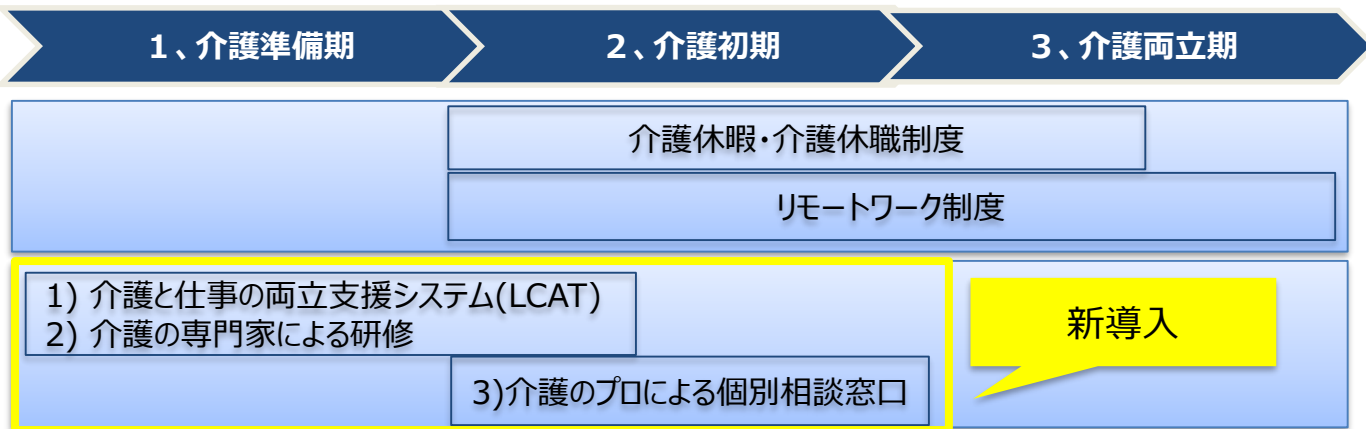 1、介護準備期
2、介護初期
3、介護両立期
介護休暇・介護休職制度
リモートワーク制度
1) 介護と仕事の両立支援システム(LCAT)
2) 介護の専門家による研修
新導入
3)介護のプロによる個別相談窓口